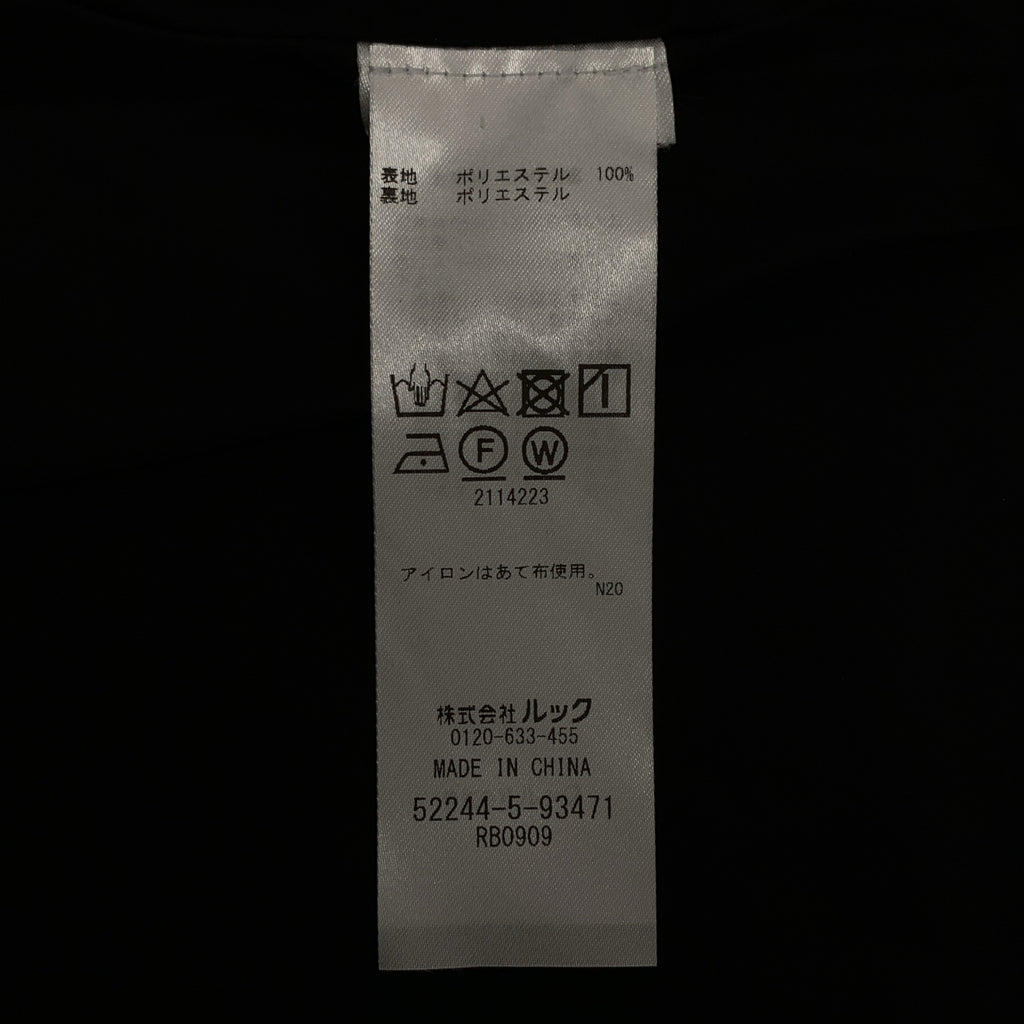 表地 ポリエステル 100%
裏地 ポリエステル
F W
2114223
アイロンはあて布使用。
N20
株式会社ルック
0120-633-455
MADE IN CHINA
52244-5-93471
RB0909